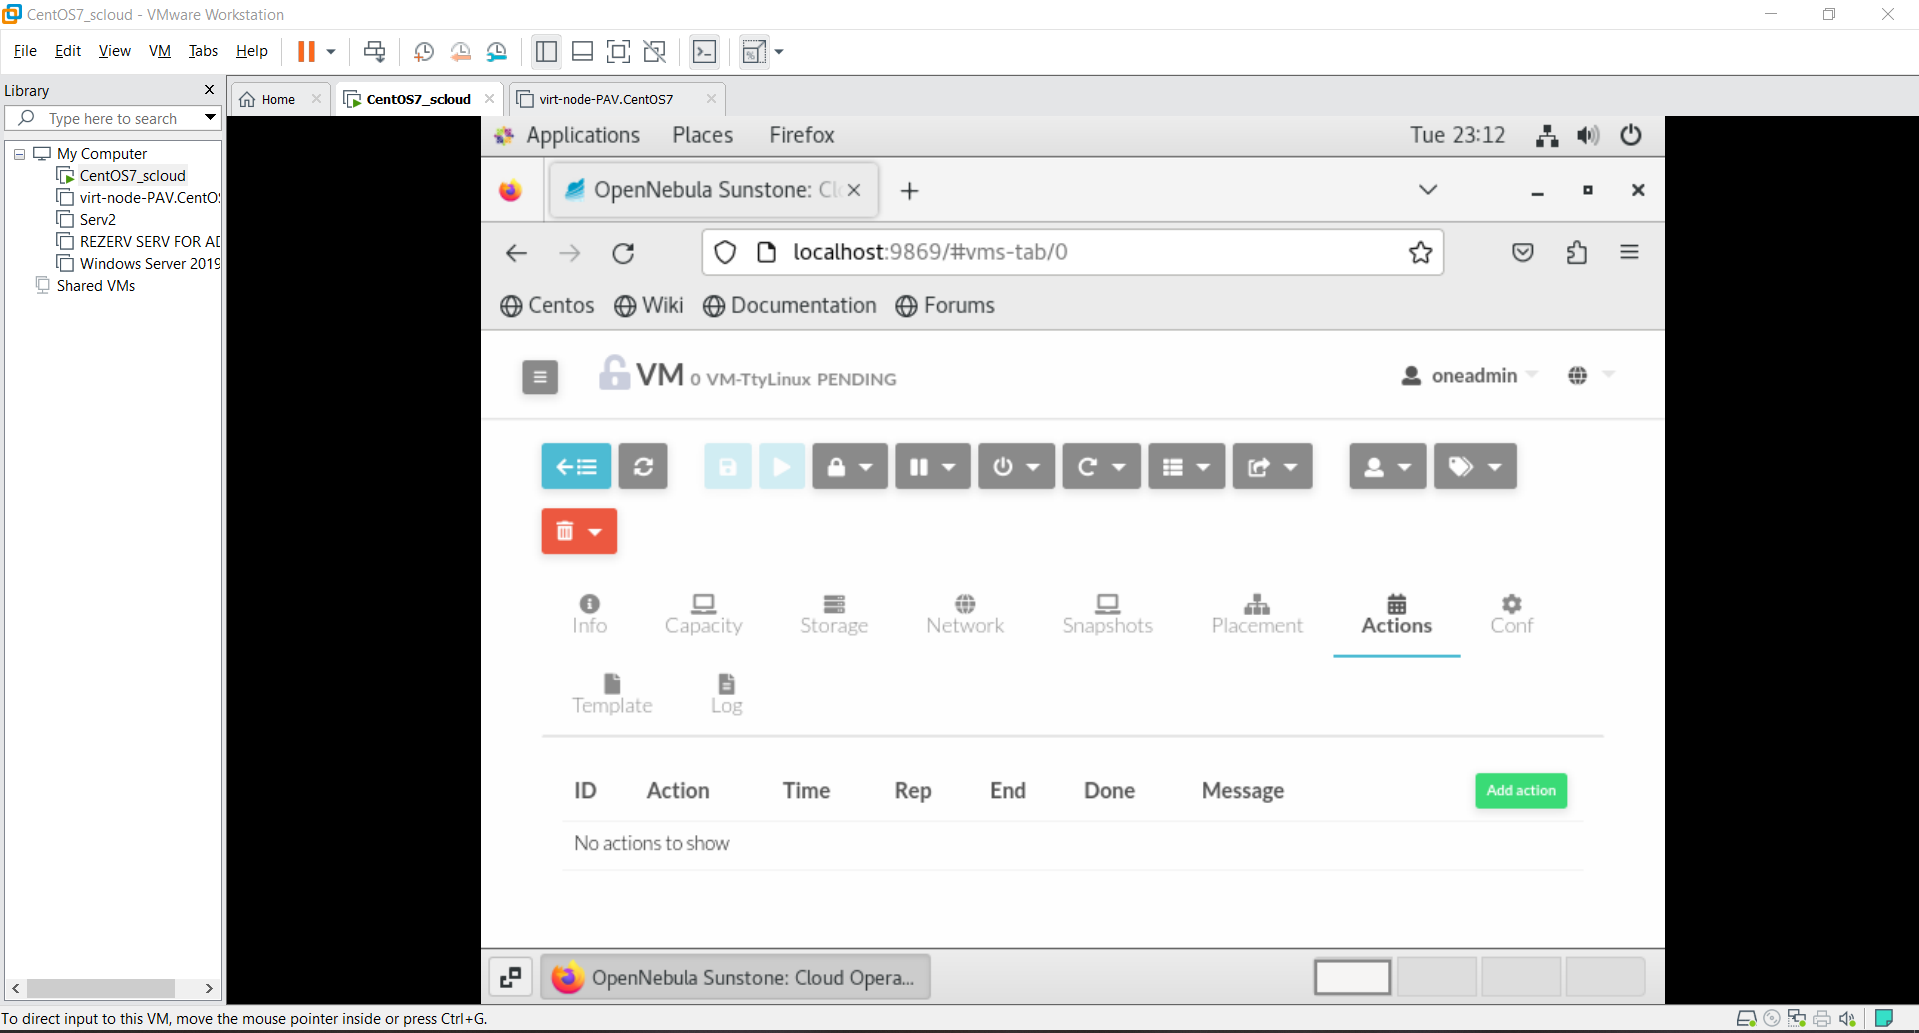 CentOS7_scloud - VMware Workstation
File Edit View VM Tabs Help
Library
Type here to search
My Computer
CentOS7_scloud
virt-node-PAV.CentO
Serv2
REZERV SERV FOR AD
Windows Server 2019
Shared VMs
Home
CentOS7_scloud
virt-node-PAV.CentOS7
Applications Places Firefox Tue 23:12
OpenNebula Sunstone: Clo
localhost:9869/#vms-tab/0
Centos Wiki Documentation Forums
VM 0 VM-TtyLinux PENDING
oneadmin
Info Capacity Storage Network Snapshots Placement Actions Conf
Template Log
ID Action Time Rep End Done Message Add action
No actions to show
OpenNebula Sunstone: Cloud Opera...
To direct input to this VM, move the mouse pointer inside or press Ctrl+G.